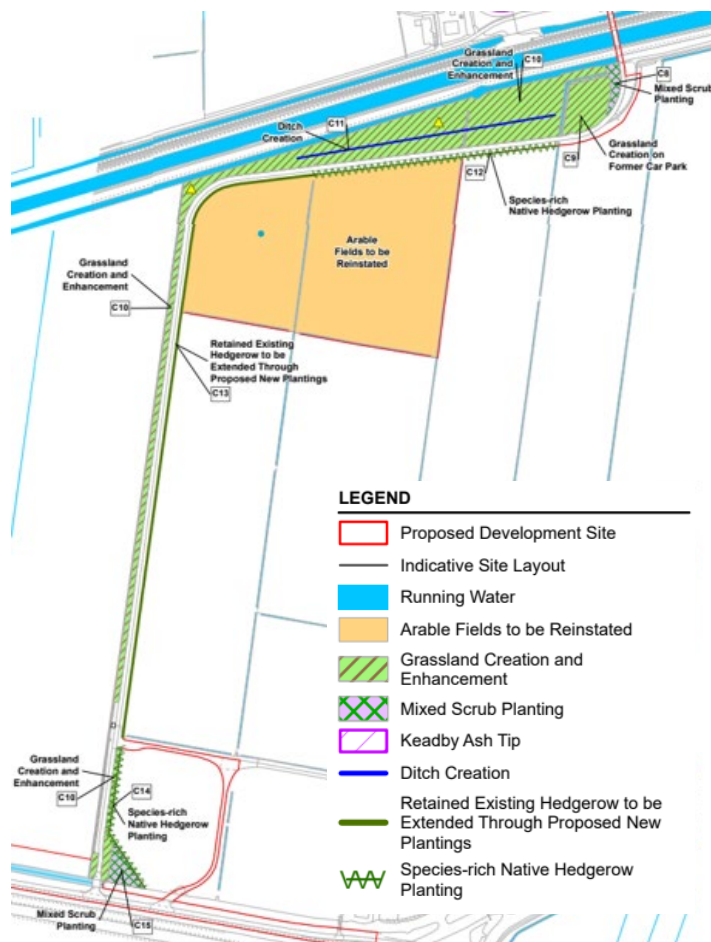 Grassland
Creation and
Enhancement
C10
C8
Mixed Scrub
Planting
Ditch
Creation
C11
Grassland
Creation on
Former Car Park
C9
C12
Species-rich
Native Hedgerow Planting
Arable
Fields to be
Reinstated
Grassland
Creation and
Enhancement
C10
Retained Existing
Hedgerow to be
Extended Through
Proposed New Plantings
C13
LEGEND
Proposed Development Site
Indicative Site Layout
Running Water
Arable Fields to be Reinstated
Grassland Creation and
Enhancement
Mixed Scrub Planting
Keadby Ash Tip
Ditch Creation
Retained Existing Hedgerow to be
Extended Through Proposed New
Plantings
Species-rich Native Hedgerow
Planting
Grassland
Creation and
Enhancement
C10
C14
Species-rich
Native Hedgerow
Planting
Mixed Scrub
Planting
C15